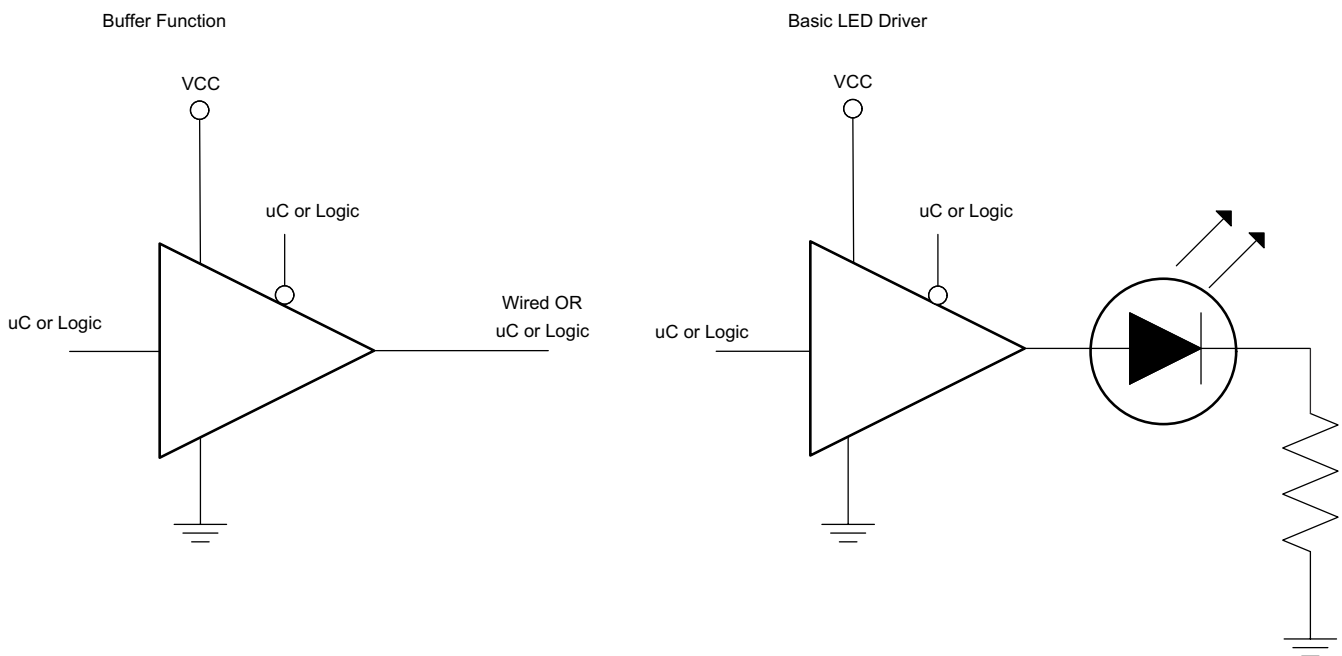 Buffer Function
VCC
uC or Logic
uC or Logic
Wired OR
uC or Logic
Basic LED Driver
VCC
uC or Logic
uC or Logic